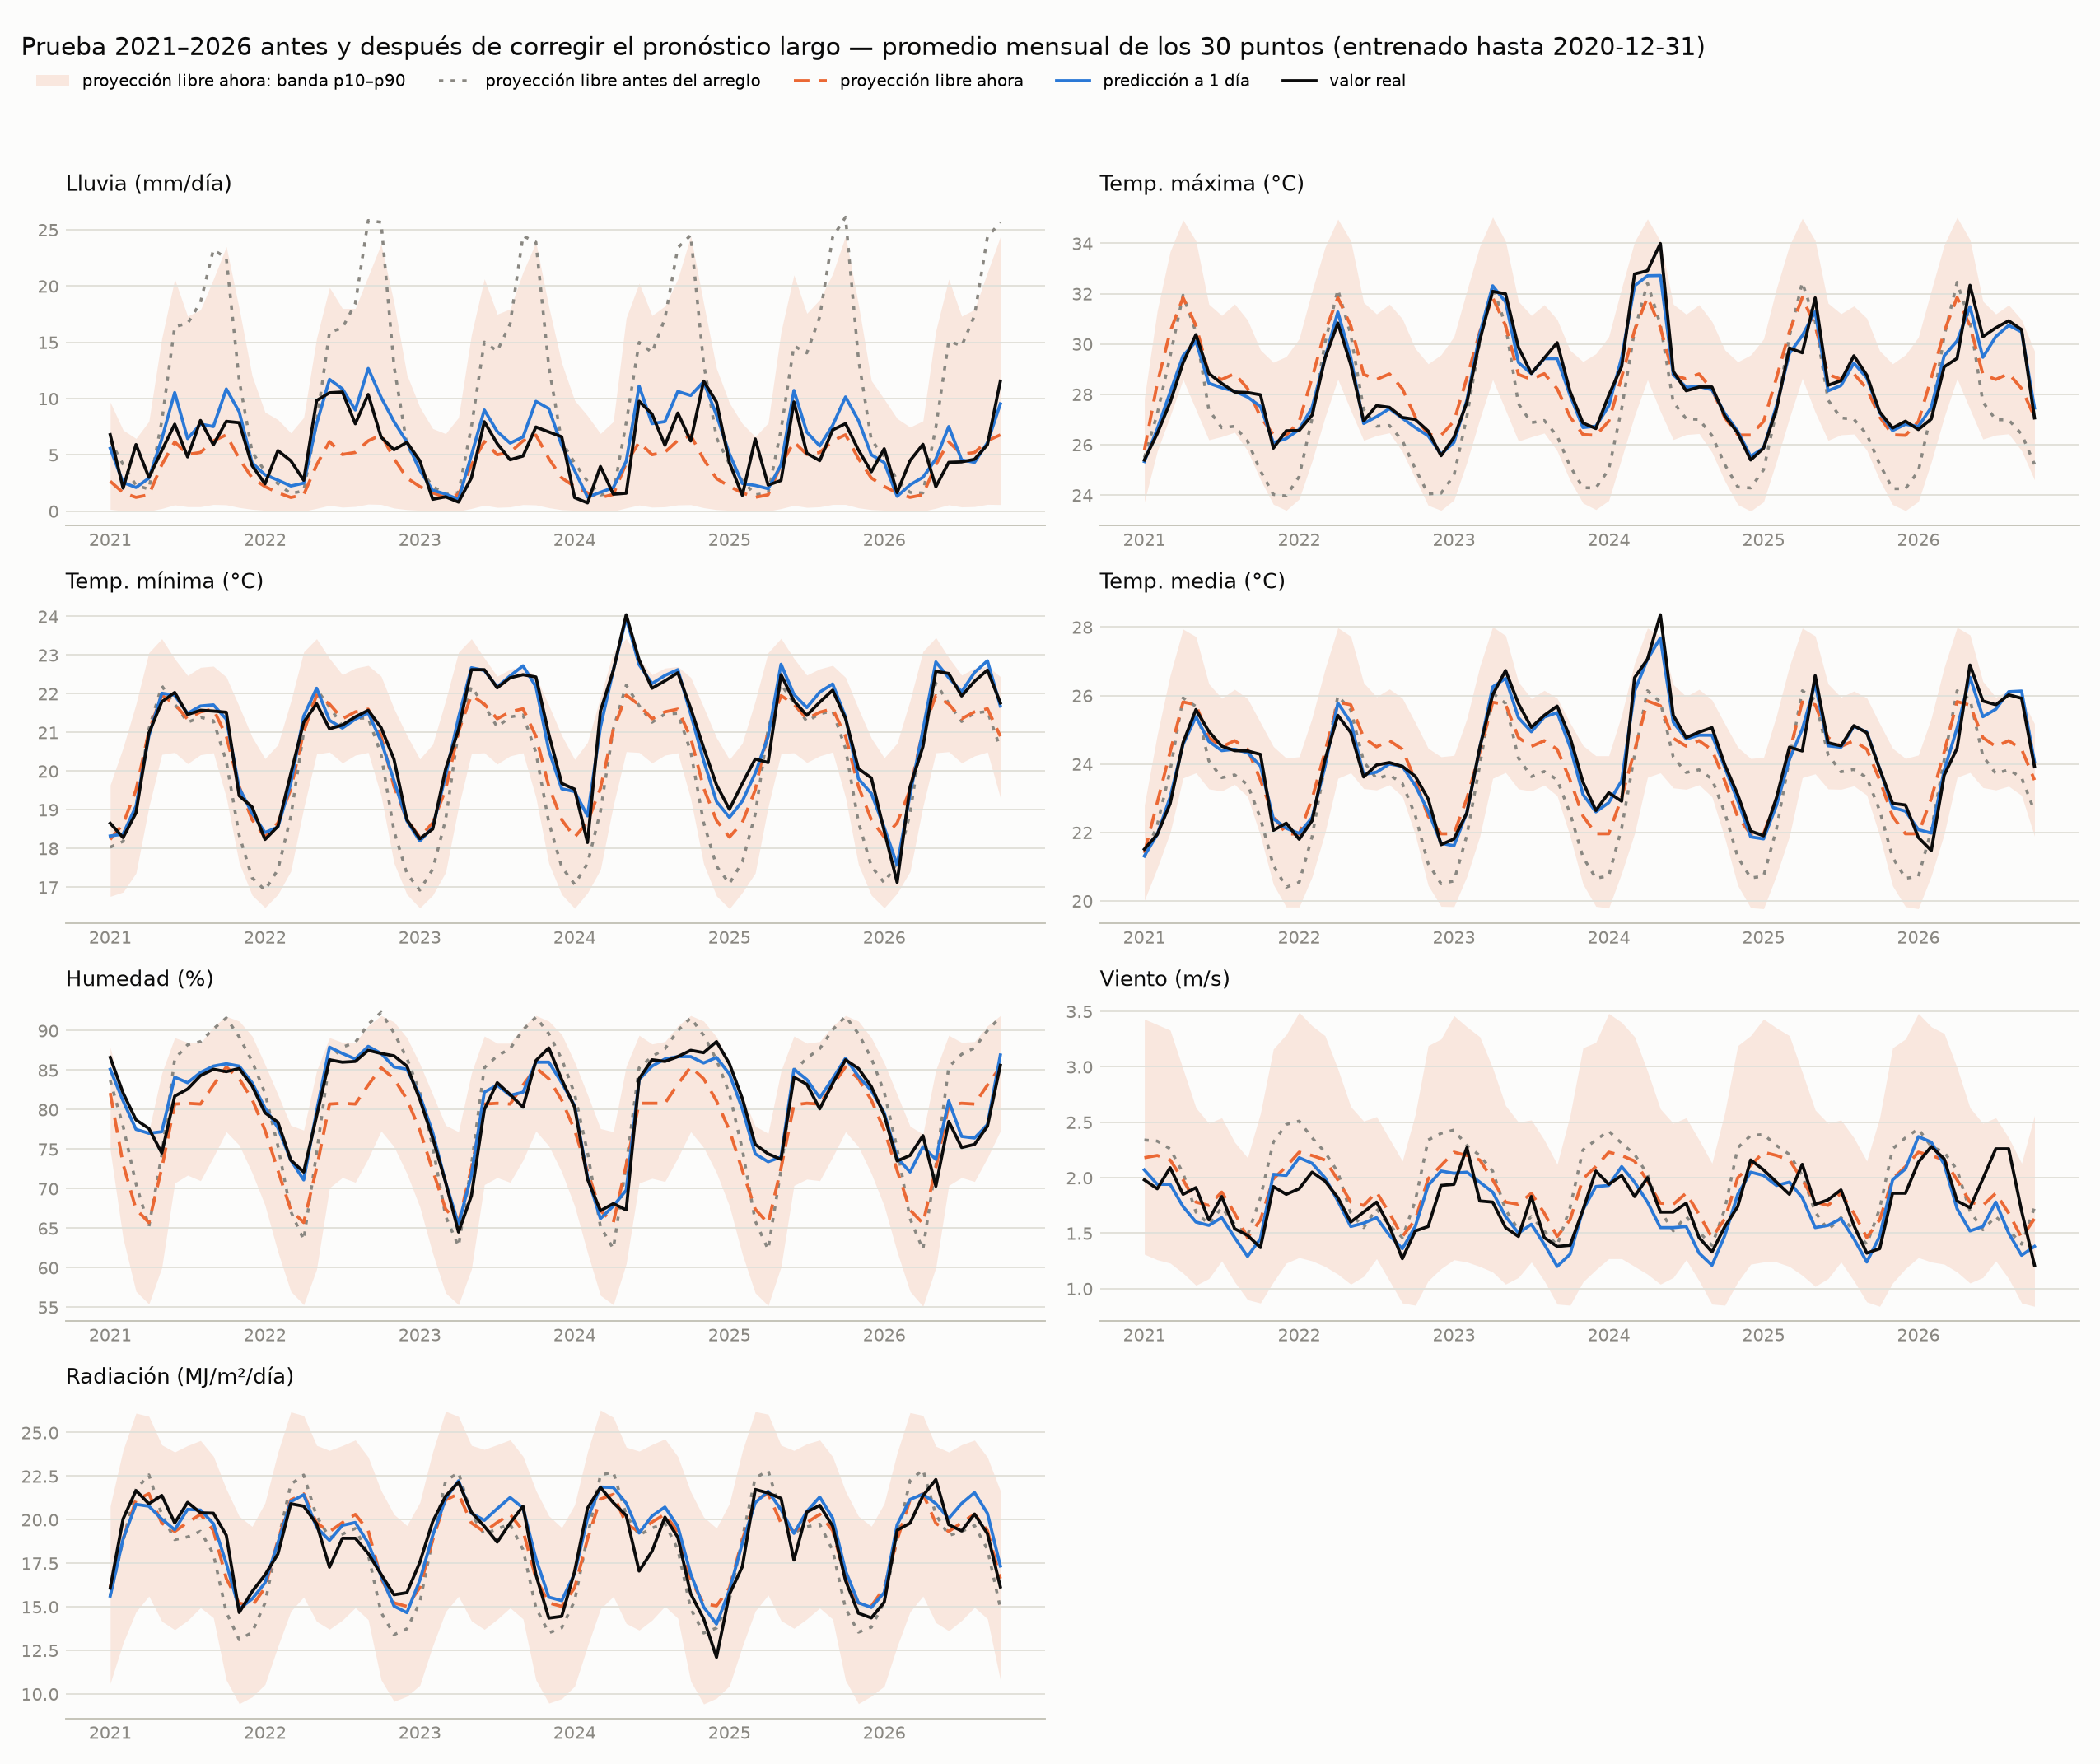 Prueba 2021–2026 antes y después de corregir el pronóstico largo — promedio mensual de los 30 puntos (entrenado hasta 2020-12-31)
proyección libre ahora: banda p10–p90 proyección libre antes del arreglo proyección libre ahora predicción a 1 día valor real
Lluvia (mm/día)
25
20
15
10
5
0
2021 2022 2023 2024 2025 2026
Temp. máxima (°C)
34
32
30
28
26
24
2021 2022 2023 2024 2025 2026
Temp. mínima (°C)
24
23
22
21
20
19
18
17
2021 2022 2023 2024 2025 2026
Temp. media (°C)
28
26
24
22
20
2021 2022 2023 2024 2025 2026
Humedad (%)
90
85
80
75
70
65
60
55
2021 2022 2023 2024 2025 2026
Viento (m/s)
3.5
3.0
2.5
2.0
1.5
1.0
2021 2022 2023 2024 2025 2026
Radiación (MJ/m²/día)
25.0
22.5
20.0
17.5
15.0
12.5
10.0
2021 2022 2023 2024 2025 2026